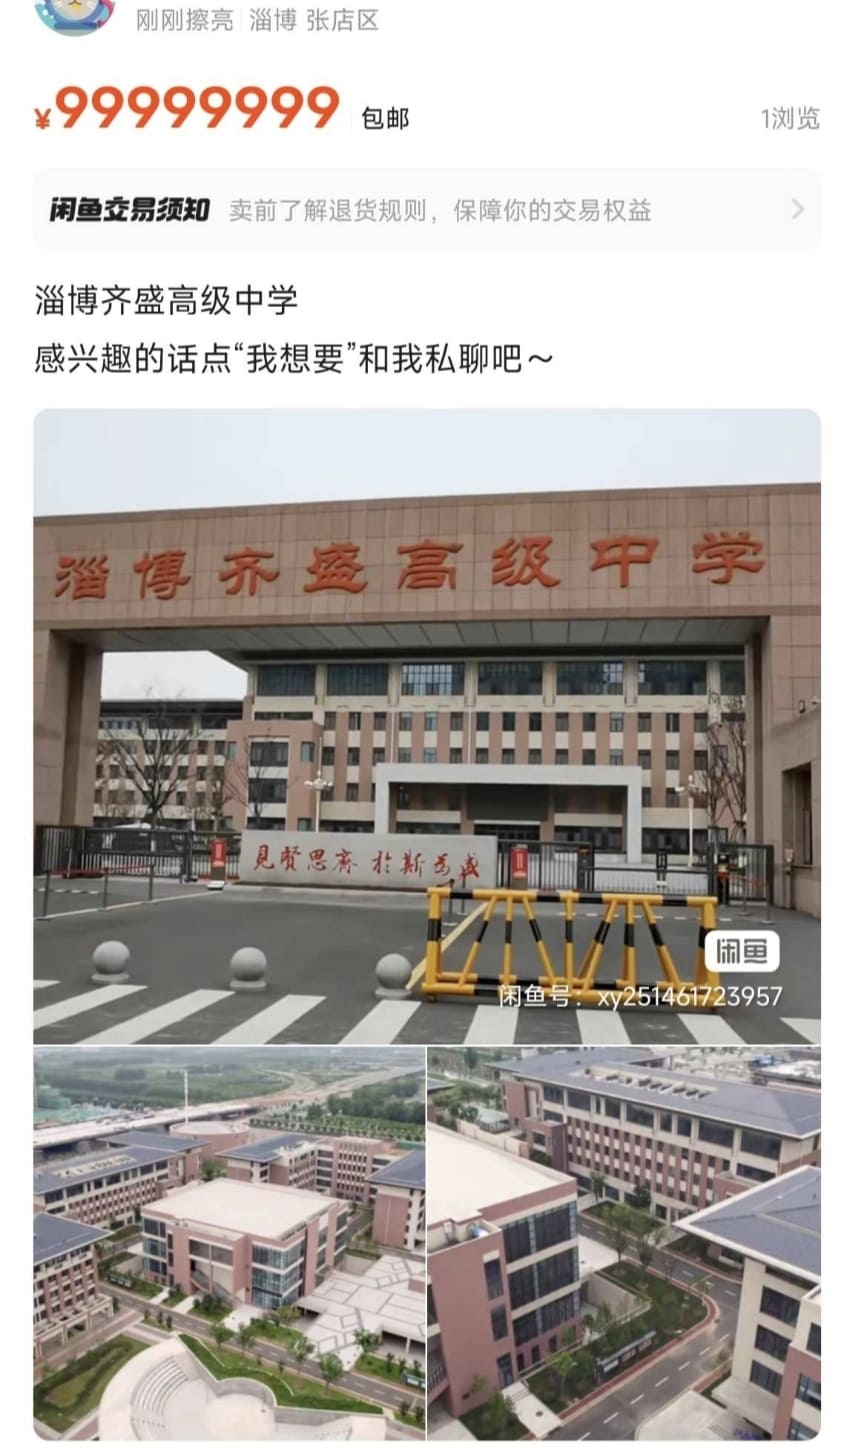 刚刚擦亮 淄博 张店区
¥99999999 包邮 1浏览
闲鱼交易须知 卖前了解退货规则，保障你的交易权益
淄博齐盛高级中学
感兴趣的话点“我想要”和我私聊吧～
淄博齐盛高级中学
見賢思齊 於斯為盛
闲鱼
闲鱼号：xy251461723957